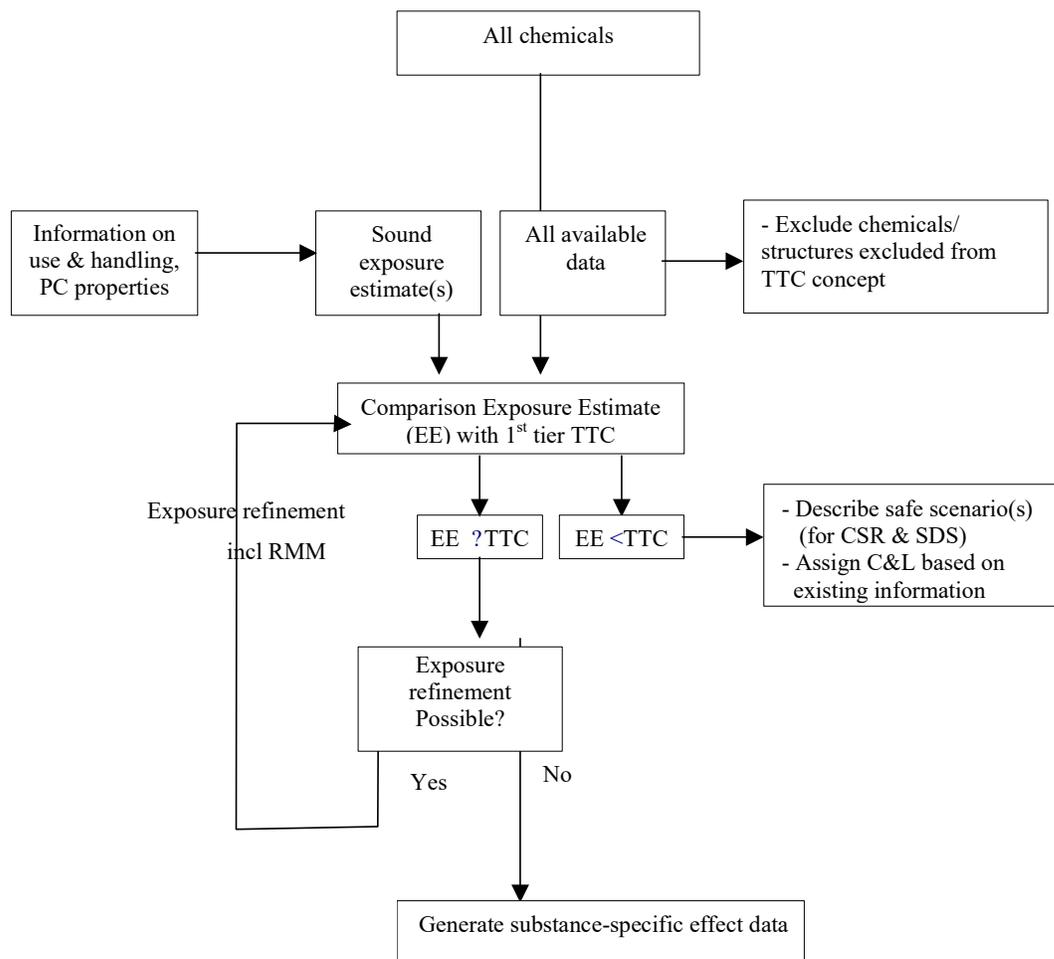 All chemicals
Information on
use & handling,
PC properties
Sound
exposure
estimate(s)
All available
data
- Exclude chemicals/
structures excluded from
TTC concept
Comparison Exposure Estimate
(EE) with 1st tier TTC
Exposure refinement
incl RMM
EE ?TTC
EE <TTC
- Describe safe scenario(s)
(for CSR & SDS)
- Assign C&L based on
existing information
Exposure
refinement
Possible?
Yes
No
Generate substance-specific effect data